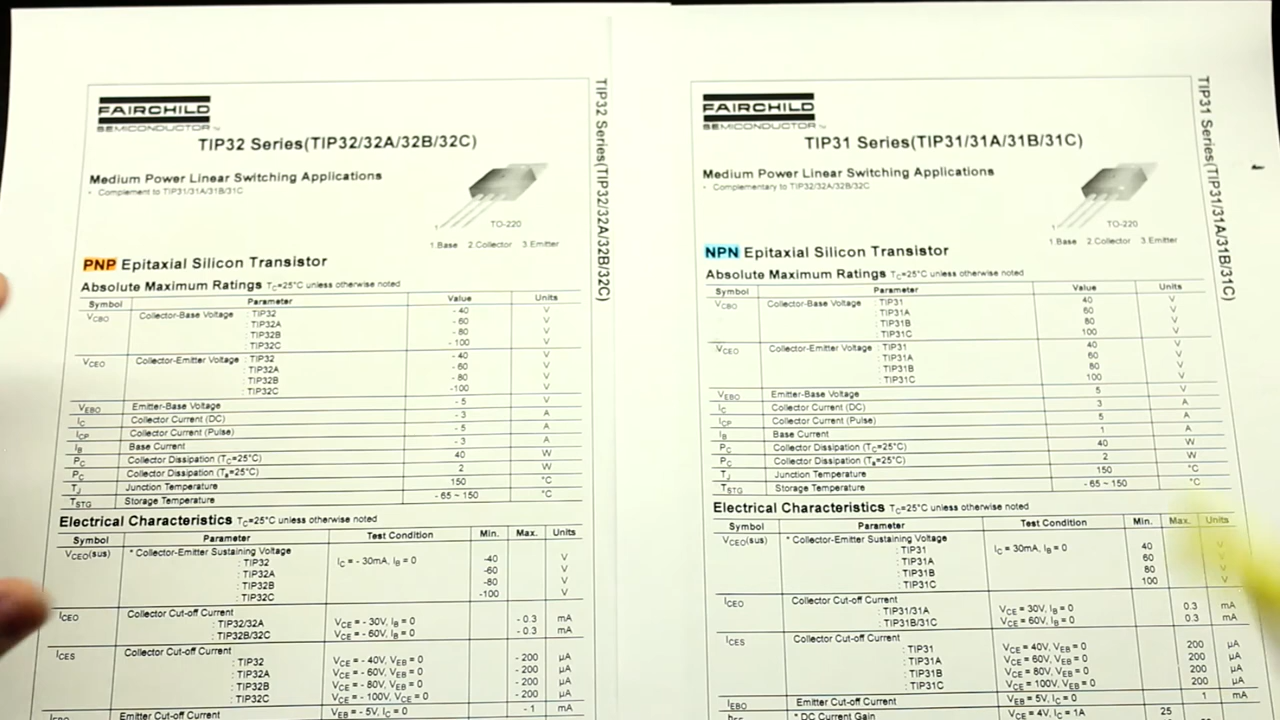 FAIRCHILD
SEMICONDUCTOR
TIP32 Series(TIP32/32A/32B/32C)
Medium Power Linear Switching Applications
• Complement to TIP31/31A/31B/31C
1
TO-220
1.Base 2.Collector 3.Emitter
PNP Epitaxial Silicon Transistor
Absolute Maximum Ratings TC=25°C unless otherwise noted
Symbol Parameter Value Units
VCBO Collector-Base Voltage : TIP32 - 40 V
: TIP32A - 60 V
: TIP32B - 80 V
: TIP32C - 100 V
VCEO Collector-Emitter Voltage : TIP32 - 40 V
: TIP32A - 60 V
: TIP32B - 80 V
: TIP32C -100 V
VEBO Emitter-Base Voltage - 5 V
IC Collector Current (DC) - 3 A
ICP Collector Current (Pulse) - 5 A
IB Base Current - 3 A
PC Collector Dissipation (TC=25°C) 40 W
PC Collector Dissipation (Ta=25°C) 2 W
TJ Junction Temperature 150 °C
TSTG Storage Temperature - 65 ~ 150 °C
Electrical Characteristics TC=25°C unless otherwise noted
Symbol Parameter Test Condition Min. Max. Units
VCEO(sus) * Collector-Emitter Sustaining Voltage
: TIP32 IC = - 30mA, IB = 0 -40 V
: TIP32A -60 V
: TIP32B -80 V
: TIP32C -100 V
ICEO Collector Cut-off Current
: TIP32/32A VCE = - 30V, IB = 0 - 0.3 mA
: TIP32B/32C VCE = - 60V, IB = 0 - 0.3 mA
ICES Collector Cut-off Current
: TIP32 VCE = - 40V, VEB = 0 - 200 µA
: TIP32A VCE = - 60V, VEB = 0 - 200 µA
: TIP32B VCE = - 80V, VEB = 0 - 200 µA
: TIP32C VCE = - 100V, VCE = 0 - 200 µA
IEBO Emitter Cut-off Current VEB = - 5V, IC = 0 - 1 mA
TIP32 Series(TIP32/32A/32B/32C)
FAIRCHILD
SEMICONDUCTOR
TIP31 Series(TIP31/31A/31B/31C)
Medium Power Linear Switching Applications
• Complementary to TIP32/32A/32B/32C
1
TO-220
1.Base 2.Collector 3.Emitter
NPN Epitaxial Silicon Transistor
Absolute Maximum Ratings TC=25°C unless otherwise noted
Symbol Parameter Value Units
VCBO Collector-Base Voltage : TIP31 40 V
: TIP31A 60 V
: TIP31B 80 V
: TIP31C 100 V
VCEO Collector-Emitter Voltage : TIP31 40 V
: TIP31A 60 V
: TIP31B 80 V
: TIP31C 100 V
VEBO Emitter-Base Voltage 5 V
IC Collector Current (DC) 3 A
ICP Collector Current (Pulse) 5 A
IB Base Current 1 A
PC Collector Dissipation (TC=25°C) 40 W
PC Collector Dissipation (Ta=25°C) 2 W
TJ Junction Temperature 150 °C
TSTG Storage Temperature - 65 ~ 150 °C
Electrical Characteristics TC=25°C unless otherwise noted
Symbol Parameter Test Condition Min. Max. Units
VCEO(sus) * Collector-Emitter Sustaining Voltage
: TIP31 IC = 30mA, IB = 0 40 V
: TIP31A 60 V
: TIP31B 80 V
: TIP31C 100 V
ICEO Collector Cut-off Current
: TIP31/31A VCE = 30V, IB = 0 0.3 mA
: TIP31B/31C VCE = 60V, IB = 0 0.3 mA
ICES Collector Cut-off Current
: TIP31 VCE = 40V, VEB = 0 200 µA
: TIP31A VCE = 60V, VEB = 0 200 µA
: TIP31B VCE = 80V, VEB = 0 200 µA
: TIP31C VCE = 100V, VEB = 0 200 µA
IEBO Emitter Cut-off Current VEB = 5V, IC = 0 1 mA
* DC Current Gain VCE = 4V, IC = 1A 25
TIP31 Series(TIP31/31A/31B/31C)